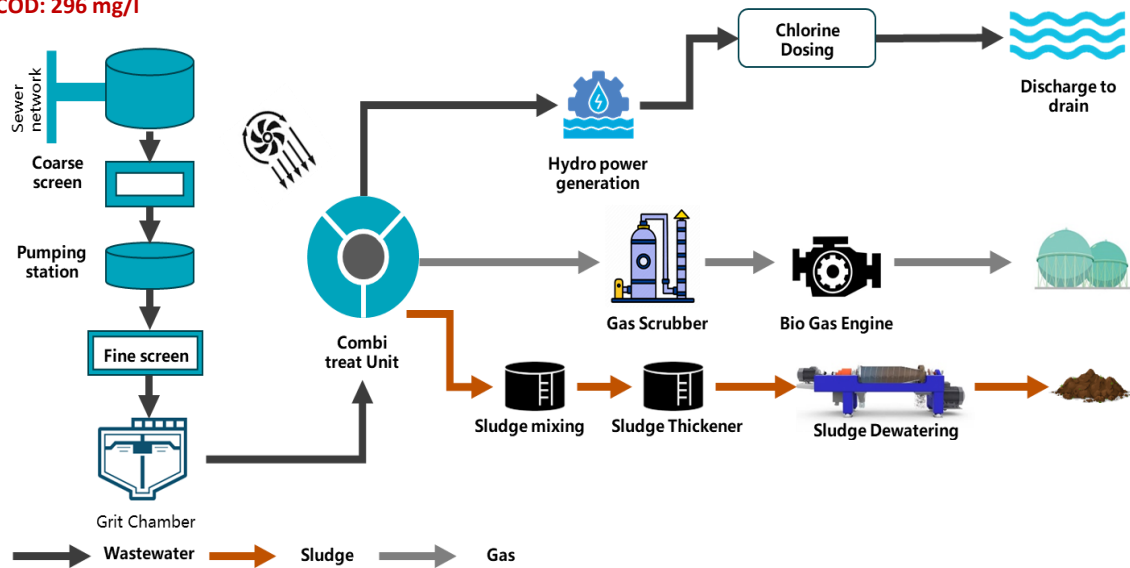 COD: 296 mg/l
Sewer
network
Coarse
screen
Pumping
station
Fine screen
Grit Chamber
Combi
treat Unit
Hydro power
generation
Chlorine
Dosing
Discharge to
drain
Gas Scrubber
Bio Gas Engine
Sludge mixing
Sludge Thickener
Sludge Dewatering
Wastewater
Sludge
Gas